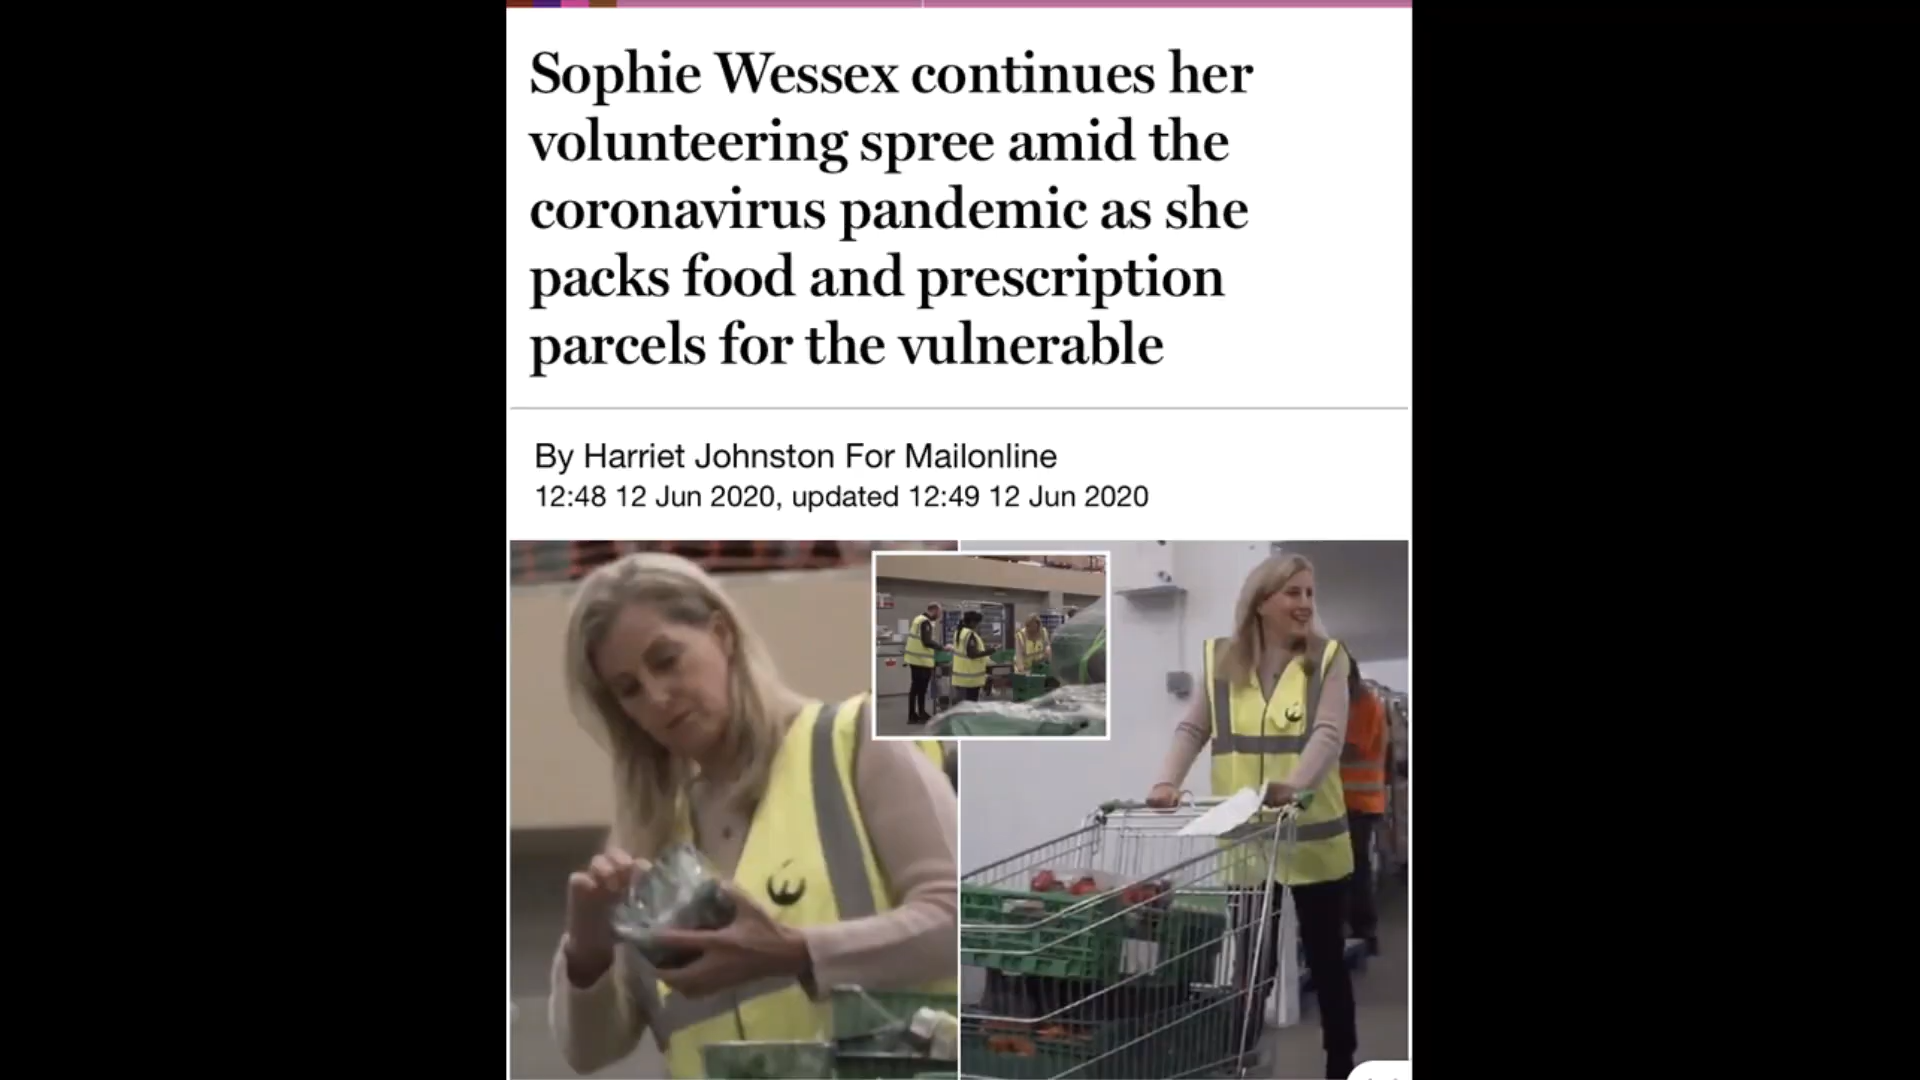 Sophie Wessex continues her
volunteering spree amid the
coronavirus pandemic as she
packs food and prescription
parcels for the vulnerable
By Harriet Johnston For Mailonline
12:48 12 Jun 2020, updated 12:49 12 Jun 2020